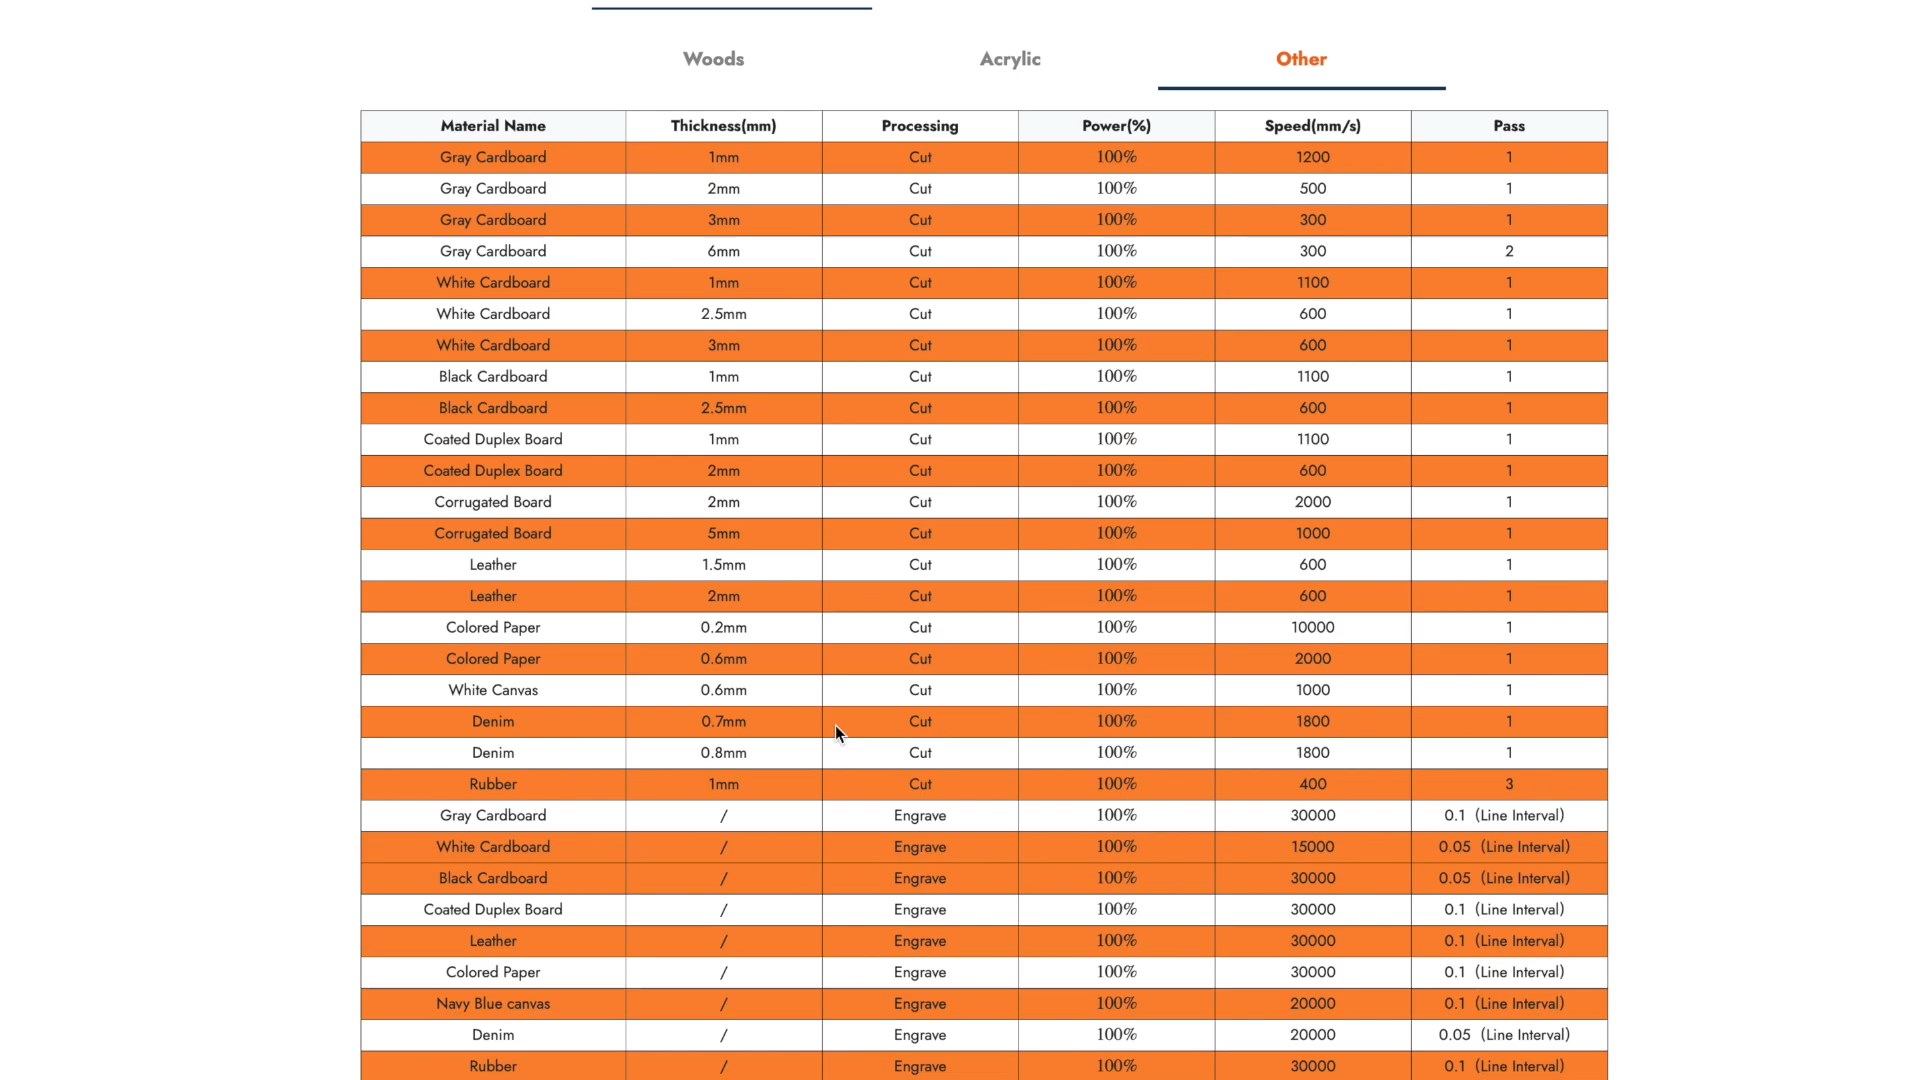 Woods Acrylic Other
Material Name Thickness(mm) Processing Power(%) Speed(mm/s) Pass
Gray Cardboard 1mm Cut 100% 1200 1
Gray Cardboard 2mm Cut 100% 500 1
Gray Cardboard 3mm Cut 100% 300 1
Gray Cardboard 6mm Cut 100% 300 2
White Cardboard 1mm Cut 100% 1100 1
White Cardboard 2.5mm Cut 100% 600 1
White Cardboard 3mm Cut 100% 600 1
Black Cardboard 1mm Cut 100% 1100 1
Black Cardboard 2.5mm Cut 100% 600 1
Coated Duplex Board 1mm Cut 100% 1100 1
Coated Duplex Board 2mm Cut 100% 600 1
Corrugated Board 2mm Cut 100% 2000 1
Corrugated Board 5mm Cut 100% 1000 1
Leather 1.5mm Cut 100% 600 1
Leather 2mm Cut 100% 600 1
Colored Paper 0.2mm Cut 100% 10000 1
Colored Paper 0.6mm Cut 100% 2000 1
White Canvas 0.6mm Cut 100% 1000 1
Denim 0.7mm Cut 100% 1800 1
Denim 0.8mm Cut 100% 1800 1
Rubber 1mm Cut 100% 400 3
Gray Cardboard / Engrave 100% 30000 0.1 (Line Interval)
White Cardboard / Engrave 100% 15000 0.05 (Line Interval)
Black Cardboard / Engrave 100% 30000 0.05 (Line Interval)
Coated Duplex Board / Engrave 100% 30000 0.1 (Line Interval)
Leather / Engrave 100% 30000 0.1 (Line Interval)
Colored Paper / Engrave 100% 30000 0.1 (Line Interval)
Navy Blue canvas / Engrave 100% 20000 0.1 (Line Interval)
Denim / Engrave 100% 20000 0.05 (Line Interval)
Rubber / Engrave 100% 30000 0.1 (Line Interval)